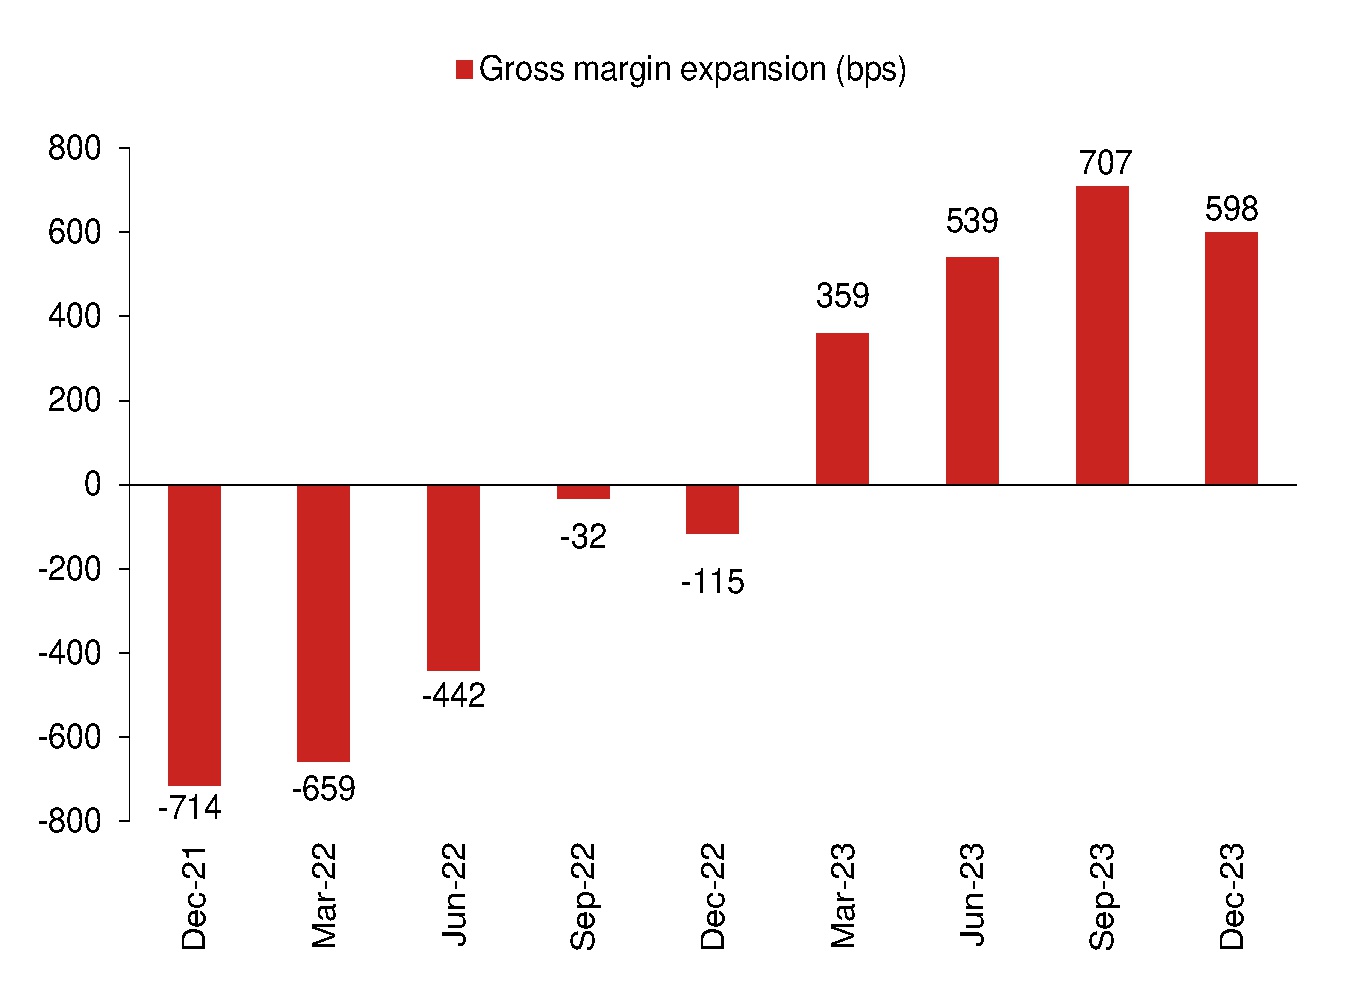 Gross margin expansion (bps)
800
600
400
200
0
-200
-400
-600
-800
-714
-659
-442
-32
-115
359
539
707
598
Dec-21
Mar-22
Jun-22
Sep-22
Dec-22
Mar-23
Jun-23
Sep-23
Dec-23